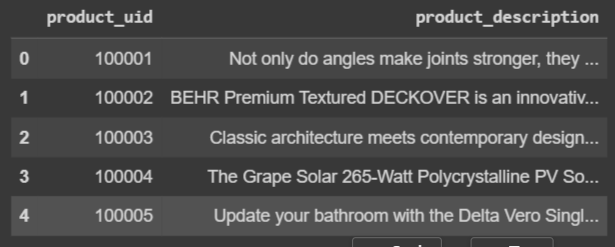 product_uid product_description
0 100001 Not only do angles make joints stronger, they ...
1 100002 BEHR Premium Textured DECKOVER is an innovativ...
2 100003 Classic architecture meets contemporary design...
3 100004 The Grape Solar 265-Watt Polycrystalline PV So...
4 100005 Update your bathroom with the Delta Vero Singl...